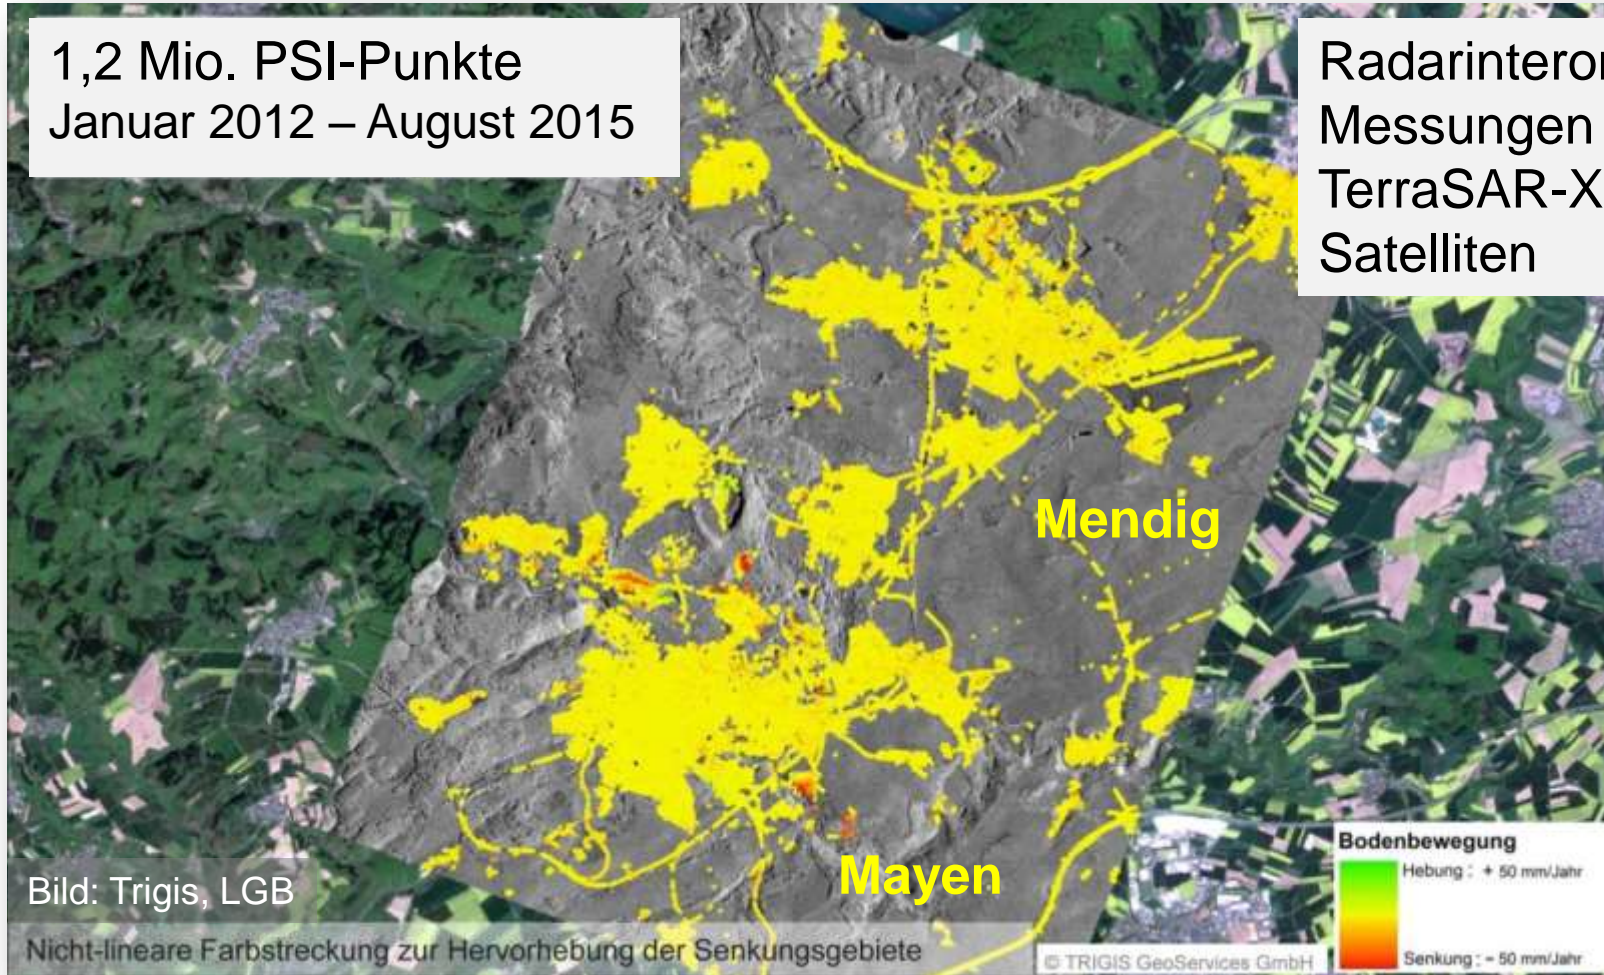 1,2 Mio. PSI-Punkte
Januar 2012 – August 2015
Messungen
TerraSAR-X
Satelliten
Mendig
Mayen
Bild: Trigis, LGB
Nicht-lineare Farbstreckung zur Hervorhebung der Senkungsgebiete
© TRIGIS GeoServices GmbH
Bodenbewegung
Hebung : + 50 mm/Jahr
Senkung : - 50 mm/Jahr